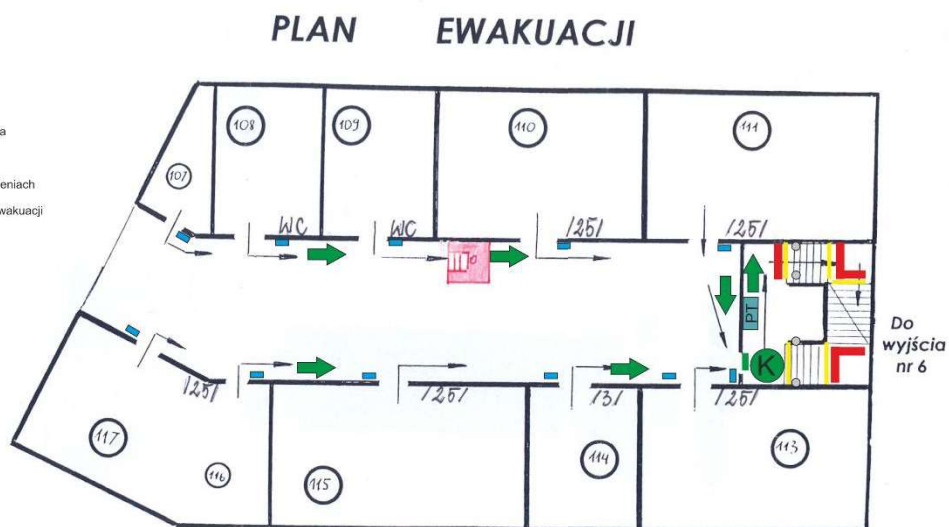 PLAN EWAKUACJI
a
eniach
wakuacji
107
108
109
110
111
WC
WC
/25/
/25/
PT
K
Do
wyjścia
nr 6
/25/
/25/
/3/
/25/
117
116
115
114
113